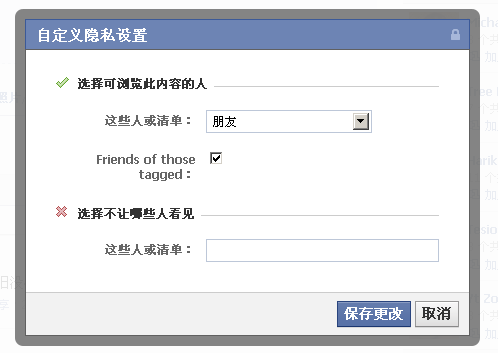 自定义隐私设置
选择可浏览此内容的人
这些人或清单：
朋友
Friends of those
tagged：
选择不让哪些人看见
这些人或清单：
保存更改
取消